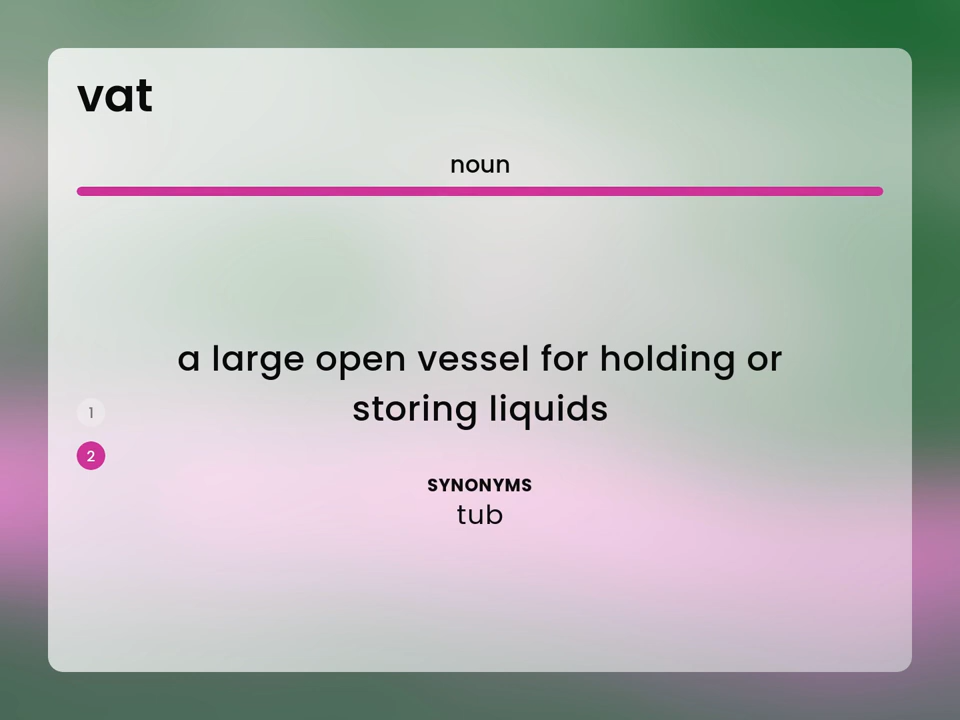 vat
noun
a large open vessel for holding or
storing liquids
1
2
SYNONYMS
tub